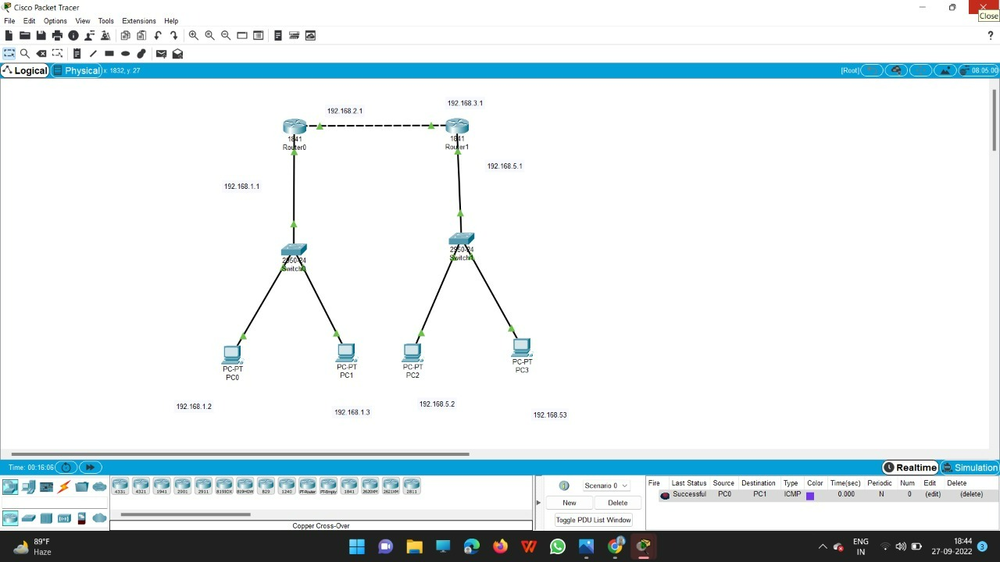 Cisco Packet Tracer
Close
File Edit Options View Tools Extensions Help
?
Logical Physical x: 1832, y: 27 [Root] 08:05:00
192.168.3.1
192.168.2.1
1841
Router0
1841
Router1
192.168.5.1
192.168.1.1
2950-24
Switch0
2950-24
Switch1
PC-PT
PC0
PC-PT
PC1
PC-PT
PC2
PC-PT
PC3
192.168.1.2
192.168.1.3
192.168.5.2
192.168.53
Time: 00:16:06 Realtime Simulation
4331 4321 1941 2901 2911 819IOX 819HGW 829 1240 PT-Router PT-Empty 1841 2620XM 2621XM 2811
Copper Cross-Over
Scenario 0
New Delete
Toggle PDU List Window
Fire Last Status Source Destination Type Color Time(sec) Periodic Num Edit Delete
Successful PC0 PC1 ICMP 0.000 N 0 (edit) (delete)
89°F
Haze
ENG
IN
18:44
27-09-2022
3